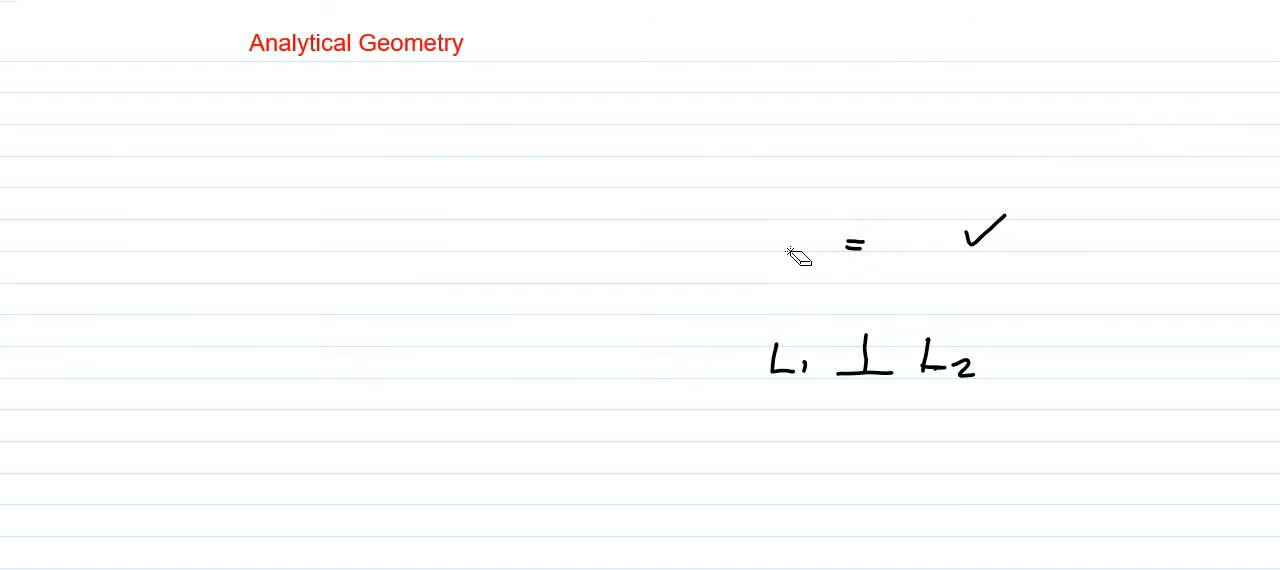 Analytical Geometry
= ✓
L₁ ⊥ L₂